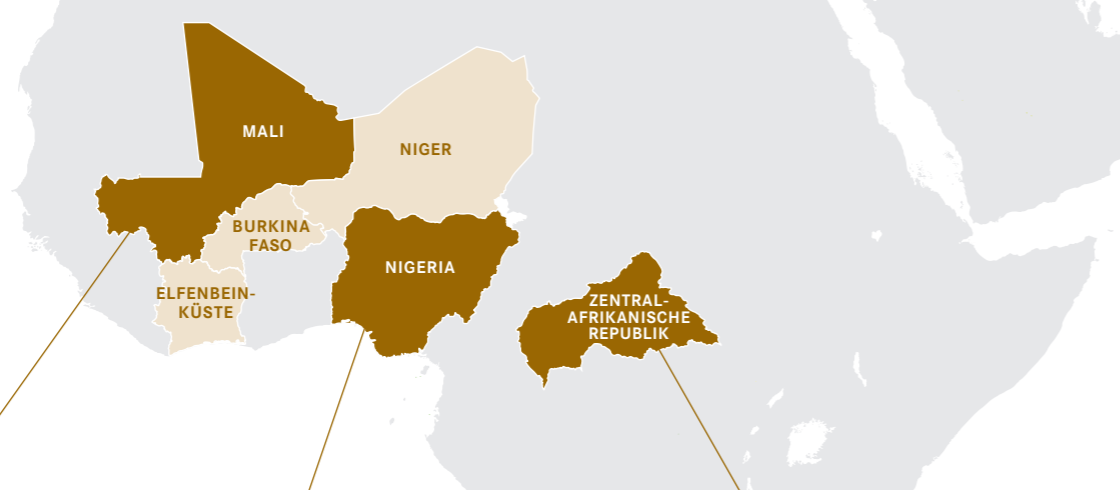 MALI
NIGER
BURKINA
FASO
NIGERIA
ELFENBEIN-
KÜSTE
ZENTRAL-
AFRIKANISCHE
REPUBLIK